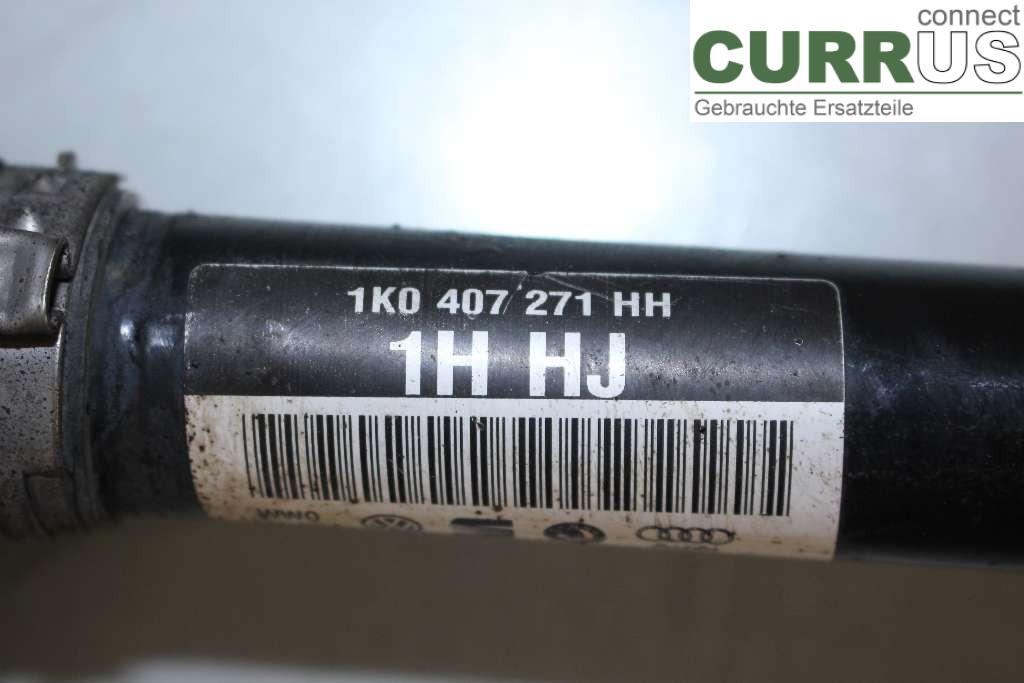 connect
CURRUS
Gebrauchte Ersatzteile
1K0 407 271 HH
1H HJ